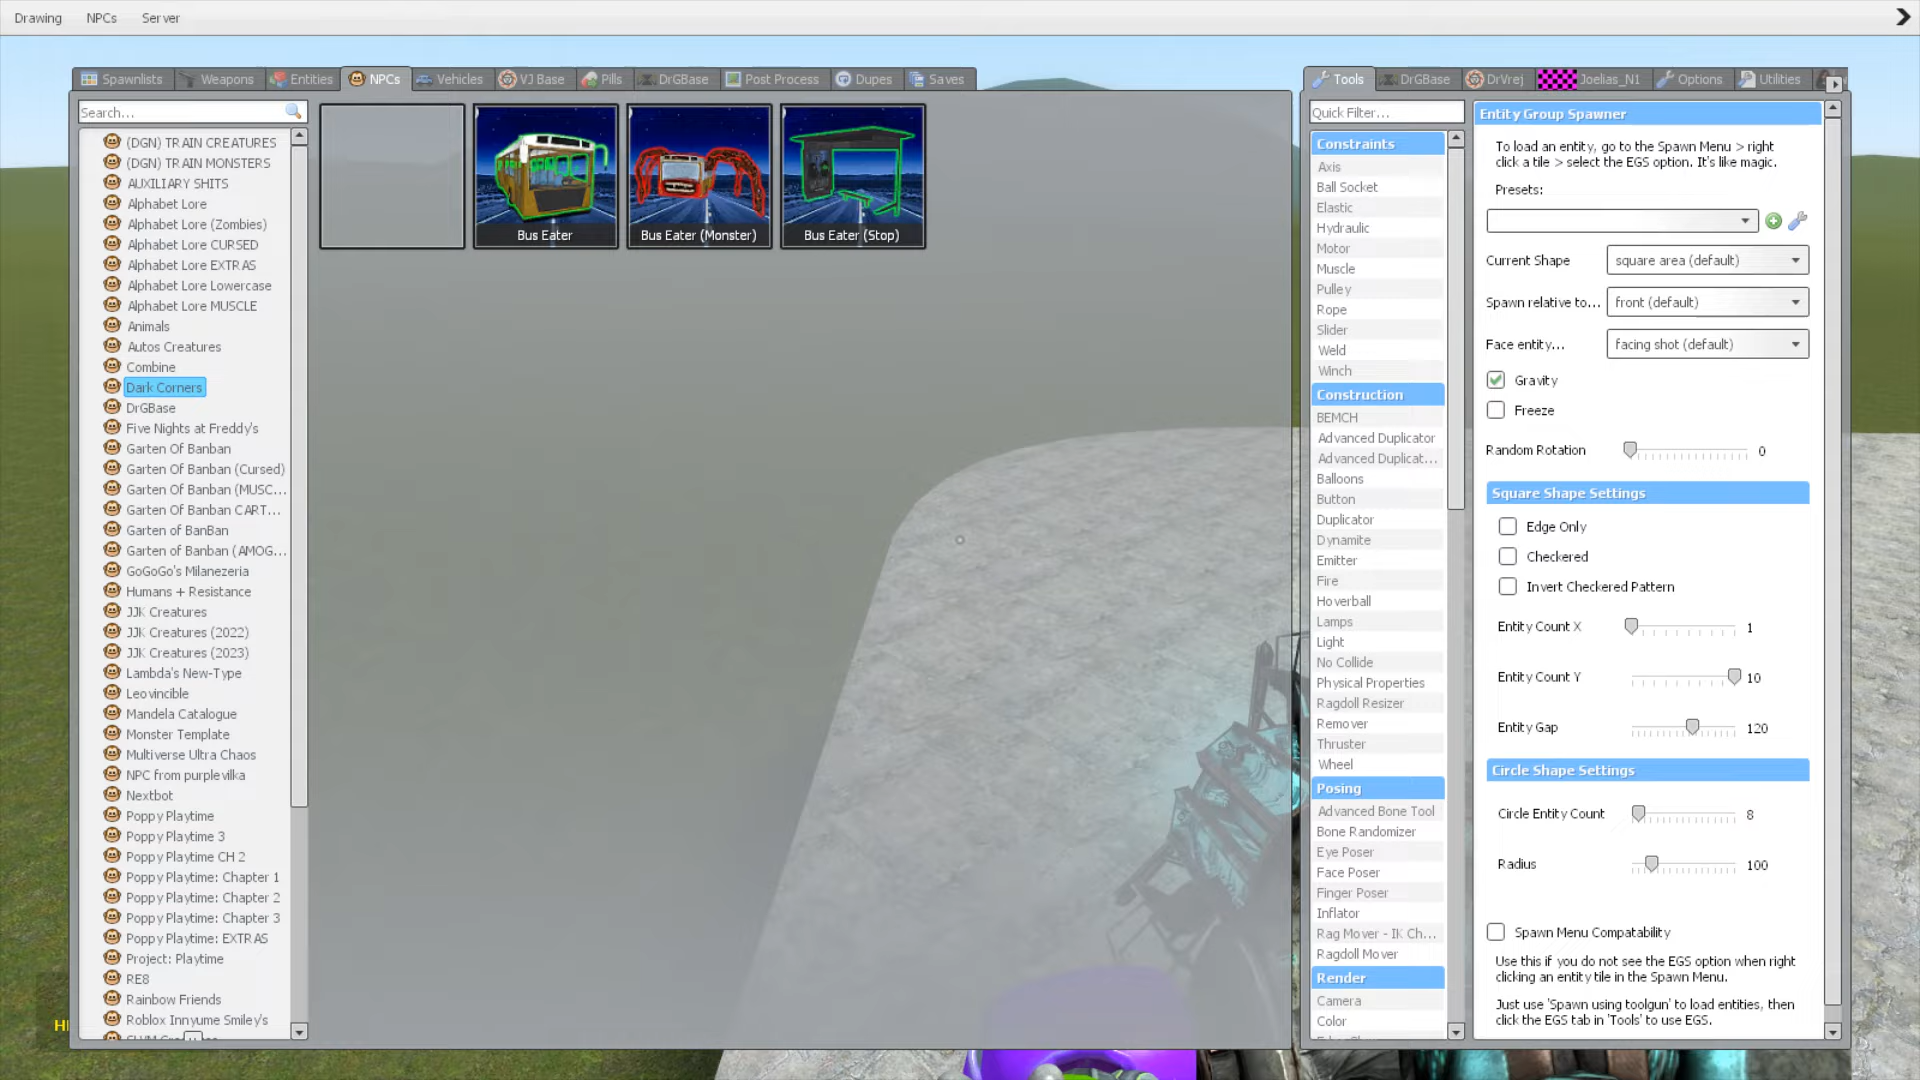 Drawing NPCs Server
Spawnlists Weapons Entities NPCs Vehicles VJ Base Pills DrGBase Post Process Dupes Saves
Search...
(DGN) TRAIN CREATURES
(DGN) TRAIN MONSTERS
AUXILIARY SHITS
Alphabet Lore
Alphabet Lore (Zombies)
Alphabet Lore CURSED
Alphabet Lore EXTRAS
Alphabet Lore Lowercase
Alphabet Lore MUSCLE
Animals
Autos Creatures
Combine
Dark Corners
DrGBase
Five Nights at Freddy's
Garten Of Banban
Garten Of Banban (Cursed)
Garten Of Banban (MUSC...
Garten Of Banban CART...
Garten of BanBan
Garten of Banban (AMOG...
GoGoGo's Milanezeria
Humans + Resistance
JJK Creatures
JJK Creatures (2022)
JJK Creatures (2023)
Lambda's New-Type
Leovincible
Mandela Catalogue
Monster Template
Multiverse Ultra Chaos
NPC from purplevilka
Nextbot
Poppy Playtime
Poppy Playtime 3
Poppy Playtime CH 2
Poppy Playtime: Chapter 1
Poppy Playtime: Chapter 2
Poppy Playtime: Chapter 3
Poppy Playtime: EXTRAS
Project: Playtime
RE8
Rainbow Friends
Roblox Innyume Smiley's
Bus Eater
Bus Eater (Monster)
Bus Eater (Stop)
Tools DrGBase DrVrej Joelias_N1 Options Utilities
Quick Filter...
Constraints
Axis
Ball Socket
Elastic
Hydraulic
Motor
Muscle
Pulley
Rope
Slider
Weld
Winch
Construction
BEMCH
Advanced Duplicator
Advanced Duplicat...
Balloons
Button
Duplicator
Dynamite
Emitter
Fire
Hoverball
Lamps
Light
No Collide
Physical Properties
Ragdoll Resizer
Remover
Thruster
Wheel
Posing
Advanced Bone Tool
Bone Randomizer
Eye Poser
Face Poser
Finger Poser
Inflator
Rag Mover - IK Ch...
Ragdoll Mover
Render
Camera
Color
Entity Group Spawner
To load an entity, go to the Spawn Menu > right
click a tile > select the EGS option. It's like magic.
Presets:
Current Shape square area (default)
Spawn relative to... front (default)
Face entity... facing shot (default)
Gravity
Freeze
Random Rotation 0
Square Shape Settings
Edge Only
Checkered
Invert Checkered Pattern
Entity Count X 1
Entity Count Y 10
Entity Gap 120
Circle Shape Settings
Circle Entity Count 8
Radius 100
Spawn Menu Compatability
Use this if you do not see the EGS option when right
clicking an entity tile in the Spawn Menu.
Just use 'Spawn using toolgun' to load entities, then
click the EGS tab in 'Tools' to use EGS.